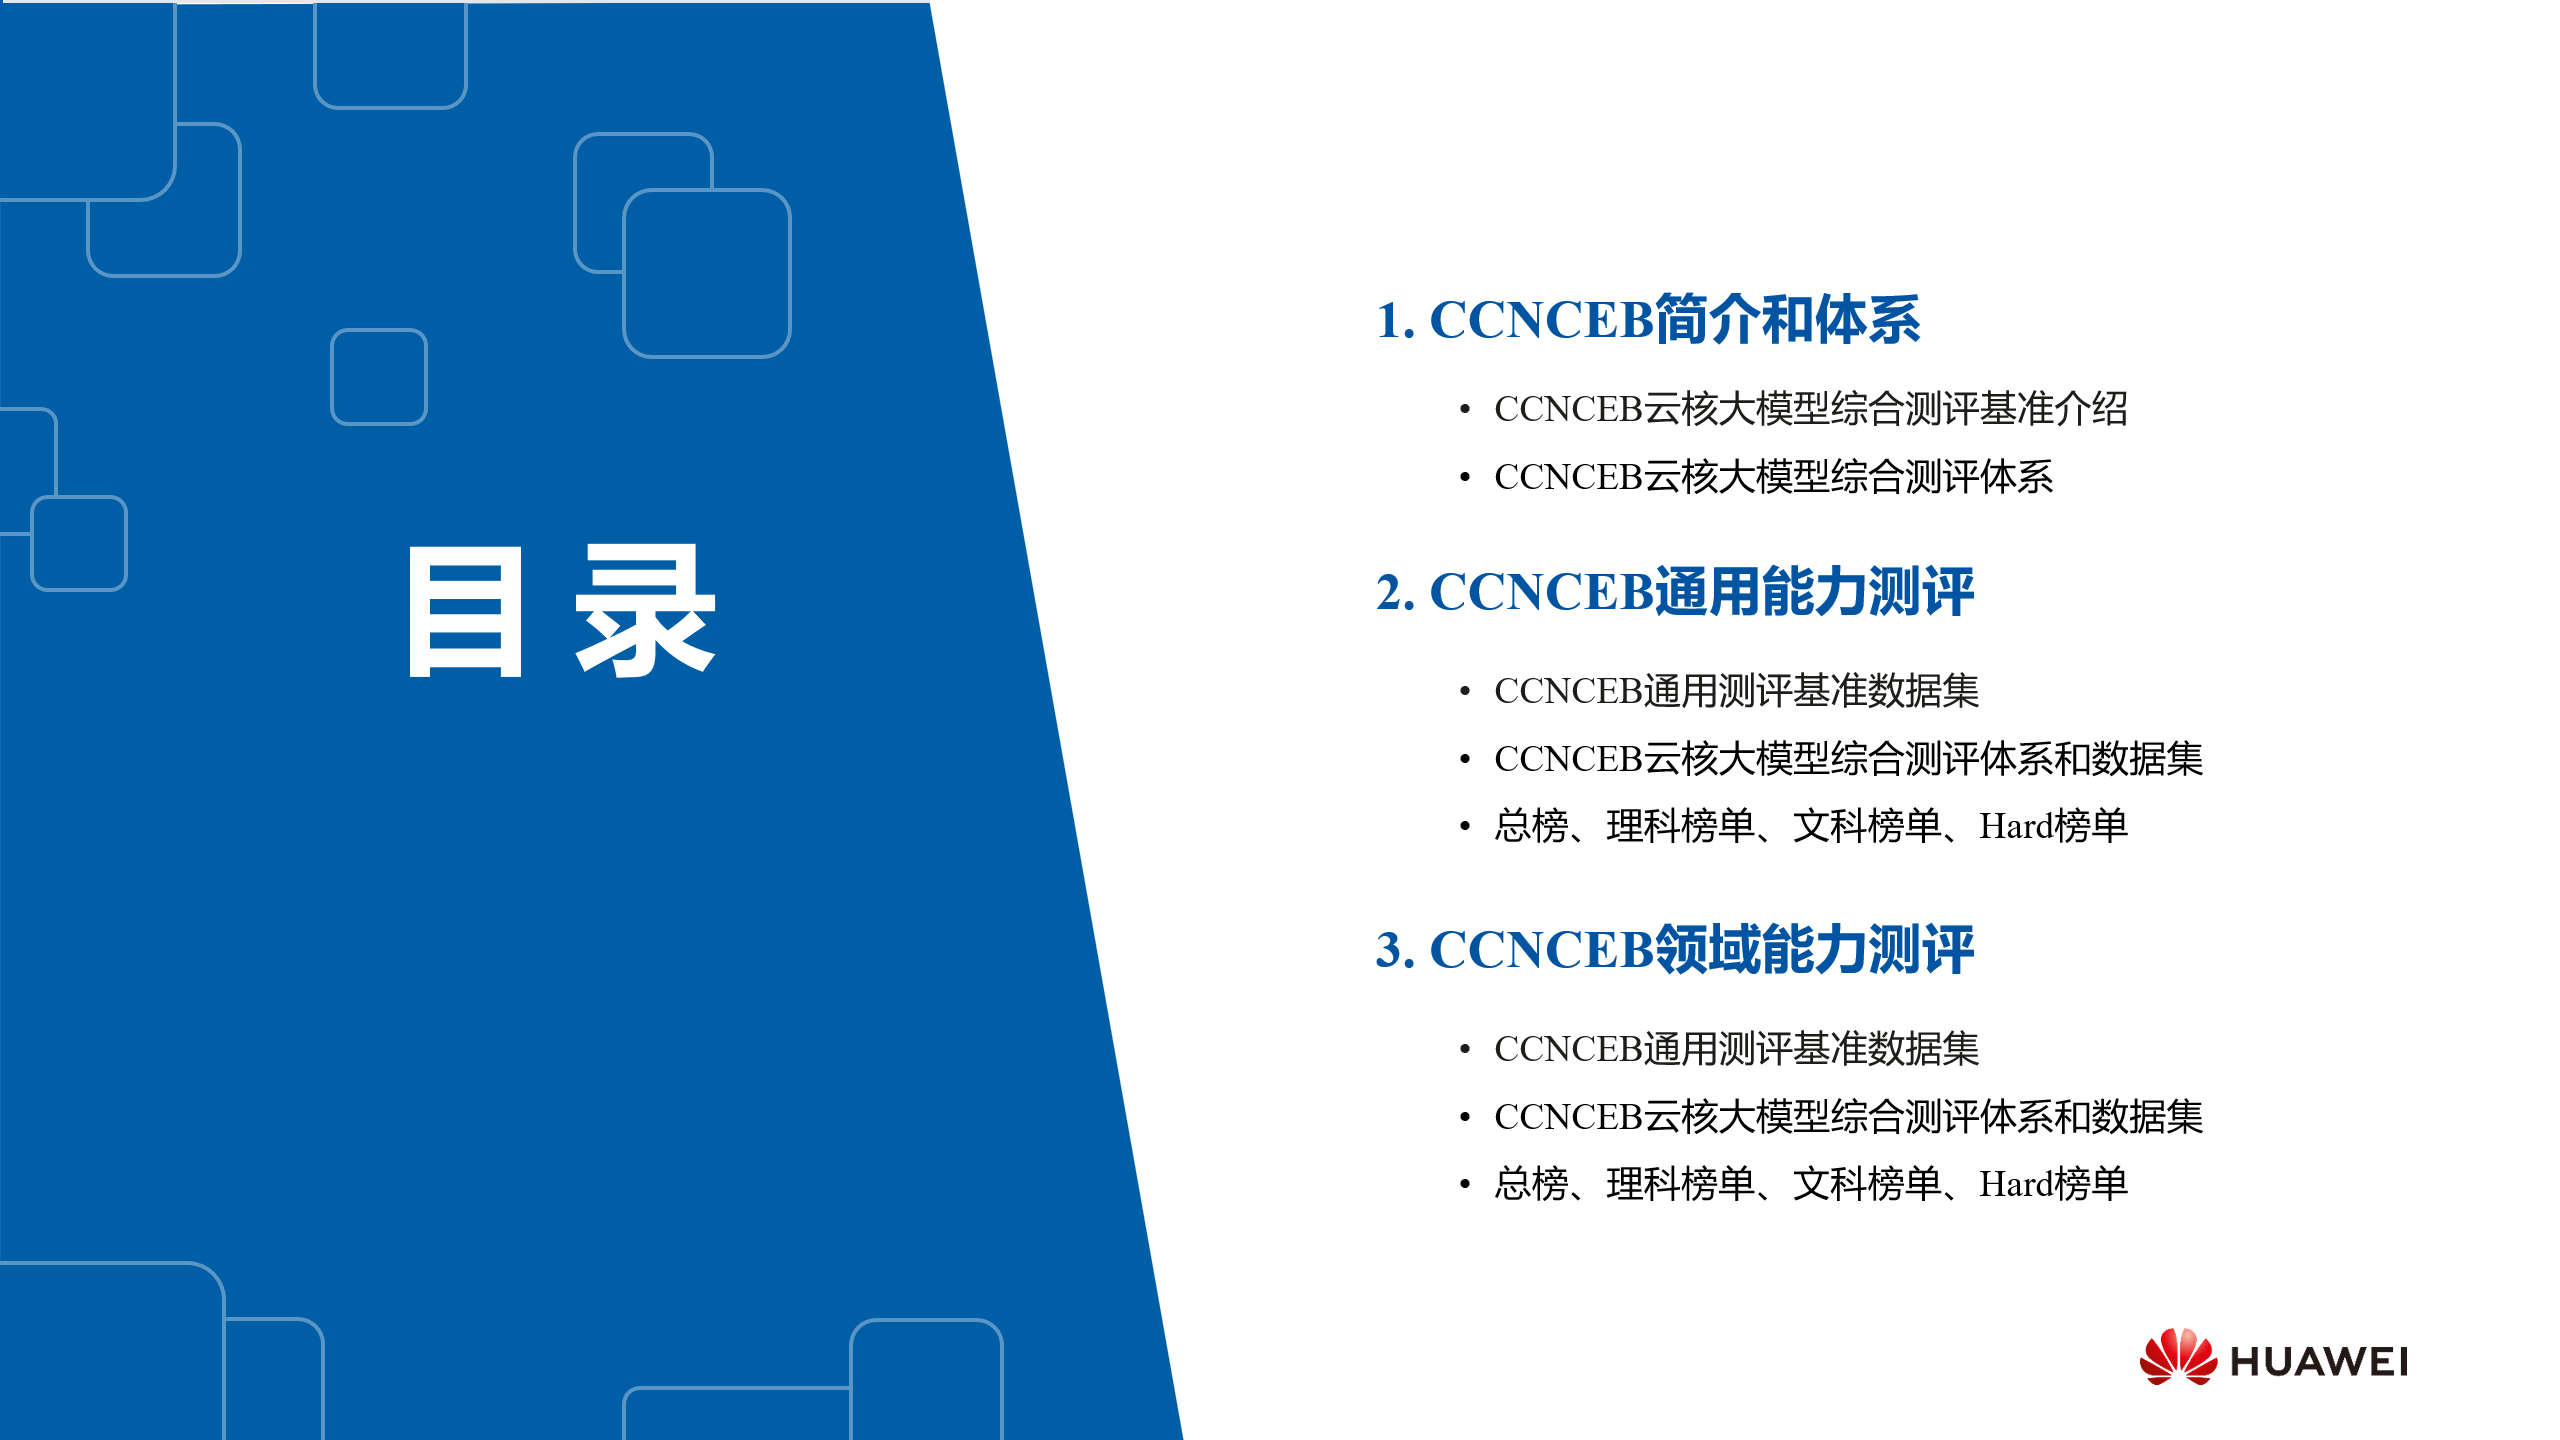 目 录
1. CCNCEB简介和体系
• CCNCEB云核大模型综合测评基准介绍
• CCNCEB云核大模型综合测评体系
2. CCNCEB通用能力测评
• CCNCEB通用测评基准数据集
• CCNCEB云核大模型综合测评体系和数据集
• 总榜、理科榜单、文科榜单、Hard榜单
3. CCNCEB领域能力测评
• CCNCEB通用测评基准数据集
• CCNCEB云核大模型综合测评体系和数据集
• 总榜、理科榜单、文科榜单、Hard榜单
HUAWEI